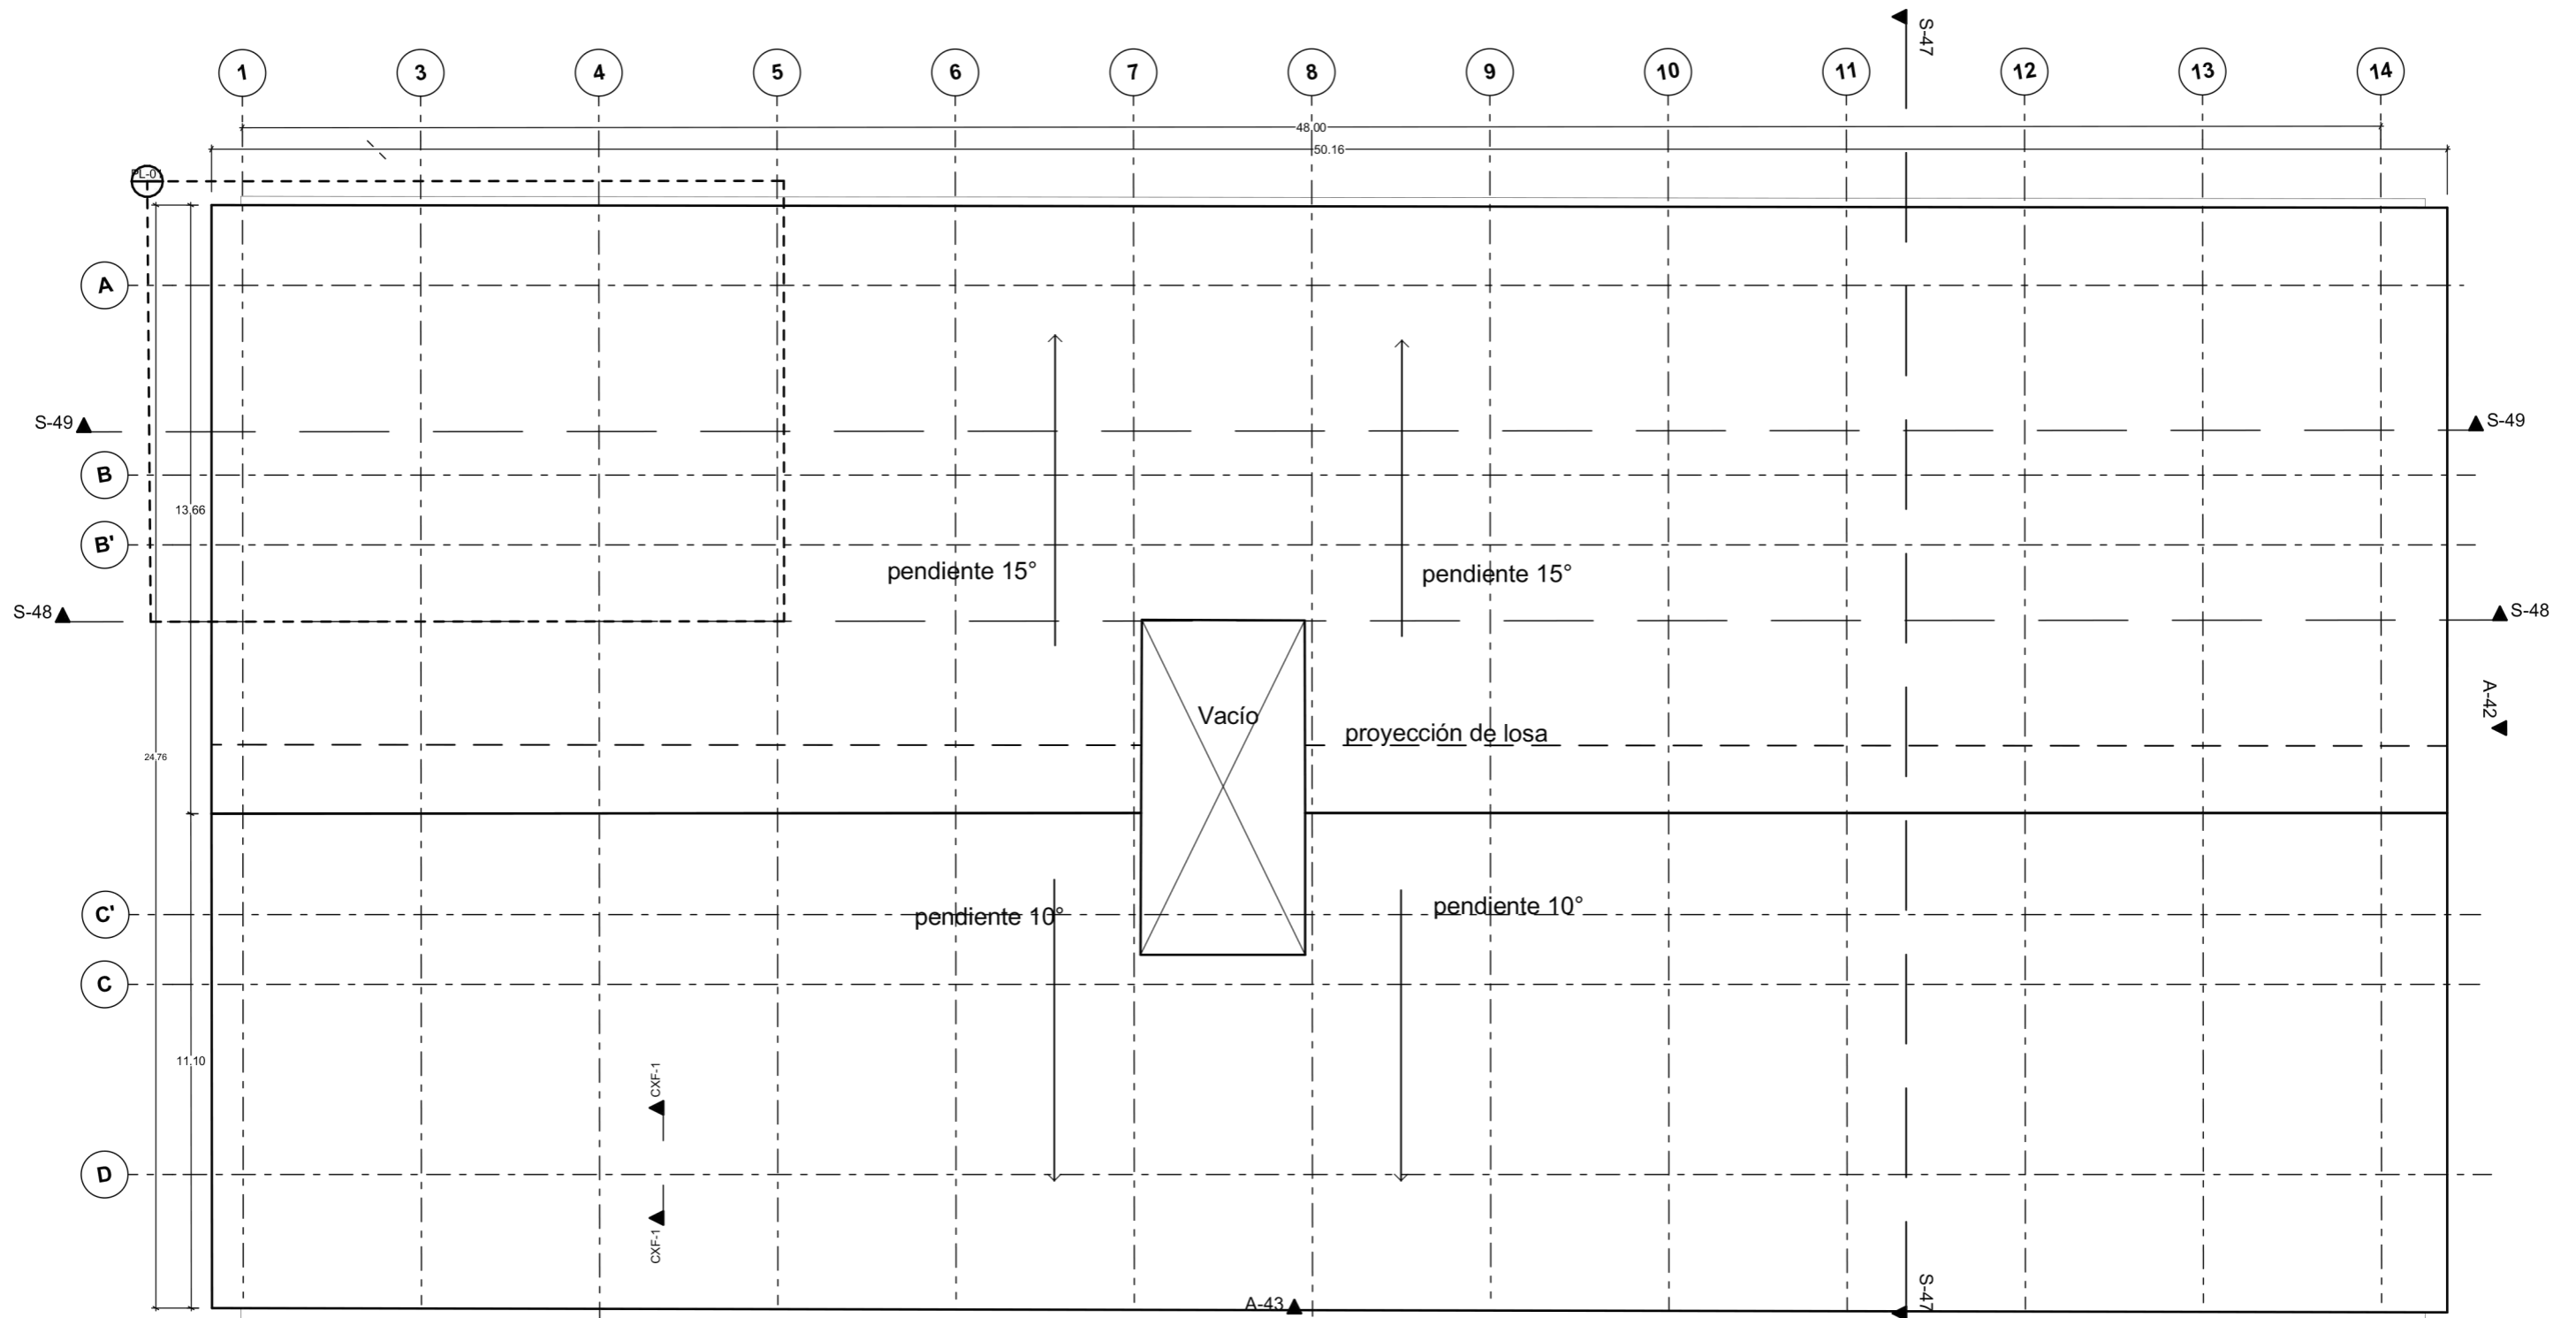 S-47
1 3 4 5 6 7 8 9 10 11 12 13 14
48.00
50.16
PL-01
A
S-49 S-49
B
13.66
B'
pendiente 15° pendiente 15°
S-48 S-48
A-42
Vacío
proyección de losa
24.76
C'
pendiente 10° pendiente 10°
C
11.10
CXF-1
D
CXF-1
A-43
S-47